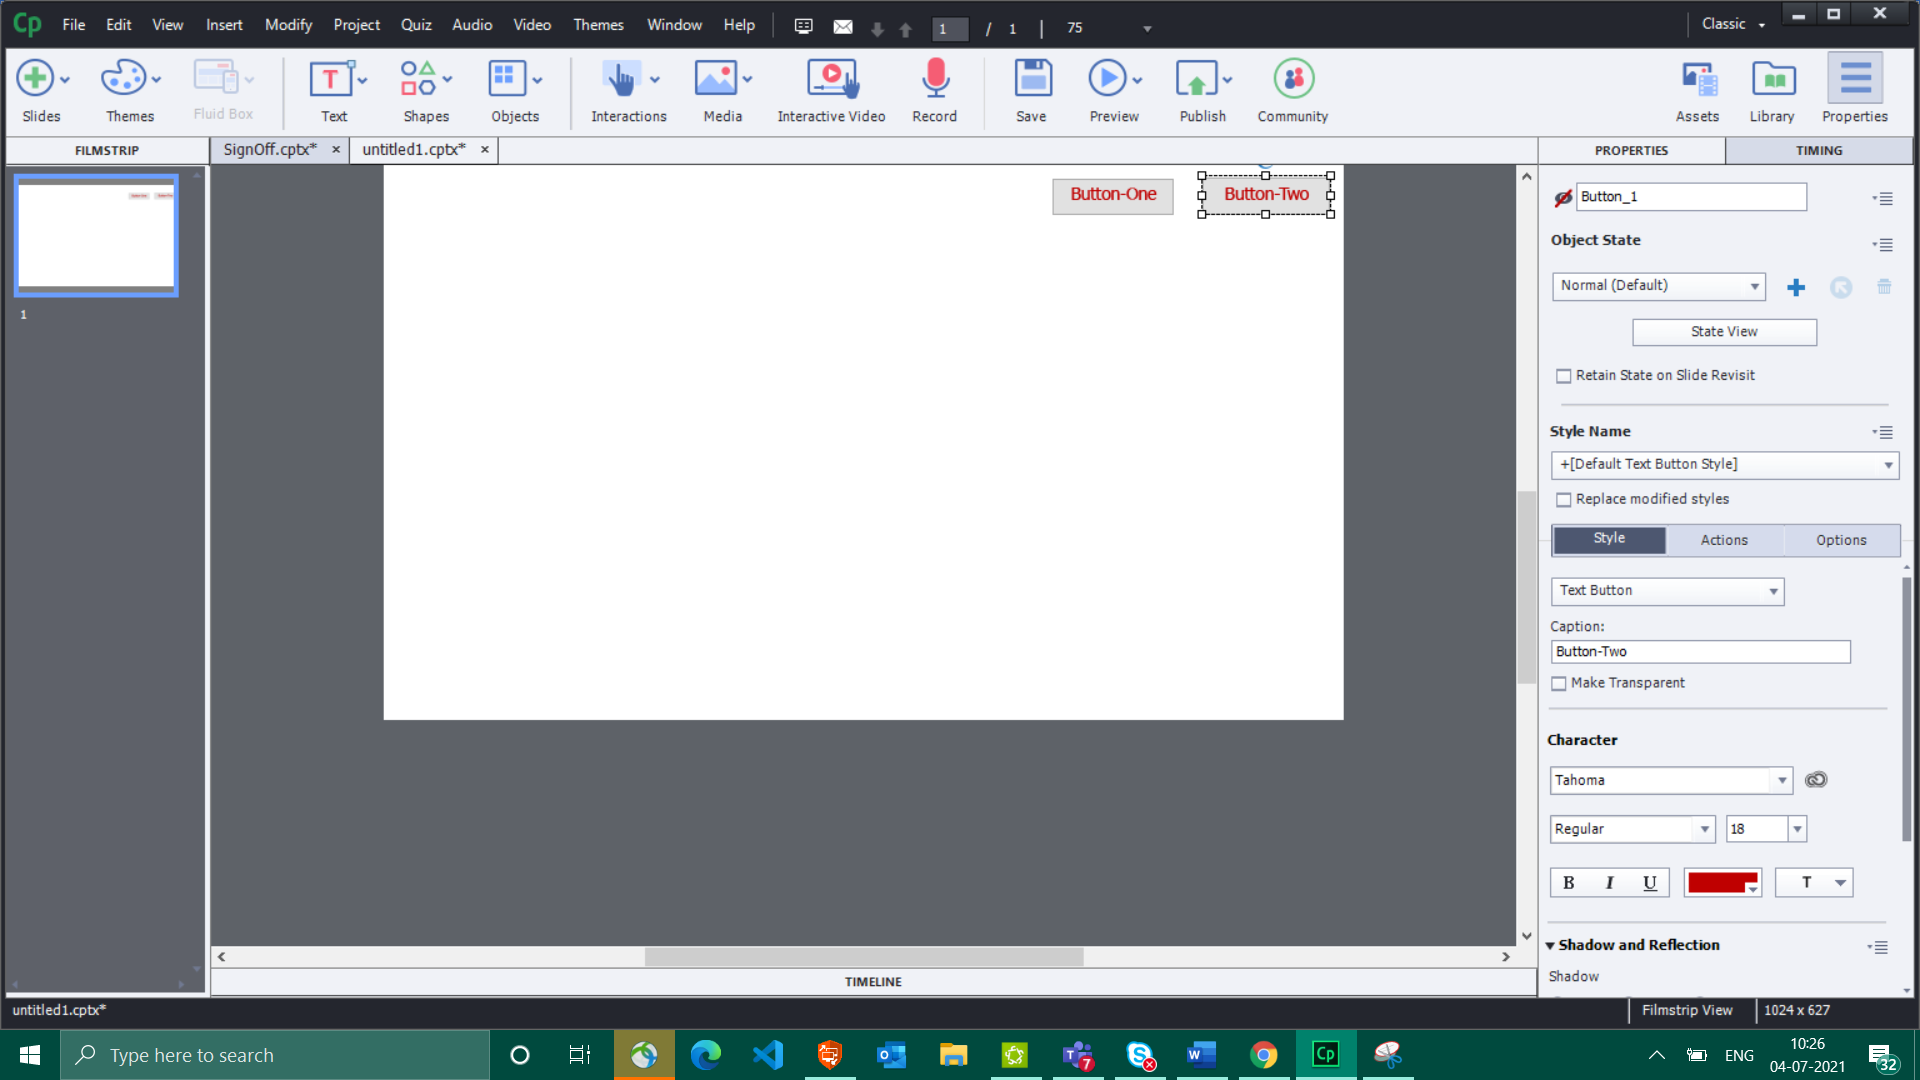 Cp File Edit View Insert Modify Project Quiz Audio Video Themes Window Help 1 / 1 | 75 Classic
Slides Themes Fluid Box Text Shapes Objects Interactions Media Interactive Video Record Save Preview Publish Community Assets Library Properties
FILMSTRIP SignOff.cptx* × untitled1.cptx* × PROPERTIES TIMING
Button-One Button-Two
1
Button_1
Object State
Normal (Default)
State View
Retain State on Slide Revisit
Style Name
+[Default Text Button Style]
Replace modified styles
Style Actions Options
Text Button
Caption:
Button-Two
Make Transparent
Character
Tahoma
Regular 18
B I U T
Shadow and Reflection
Shadow
TIMELINE
untitled1.cptx* Filmstrip View 1024 x 627
Type here to search 7 Cp ENG 10:26
04-07-2021 32